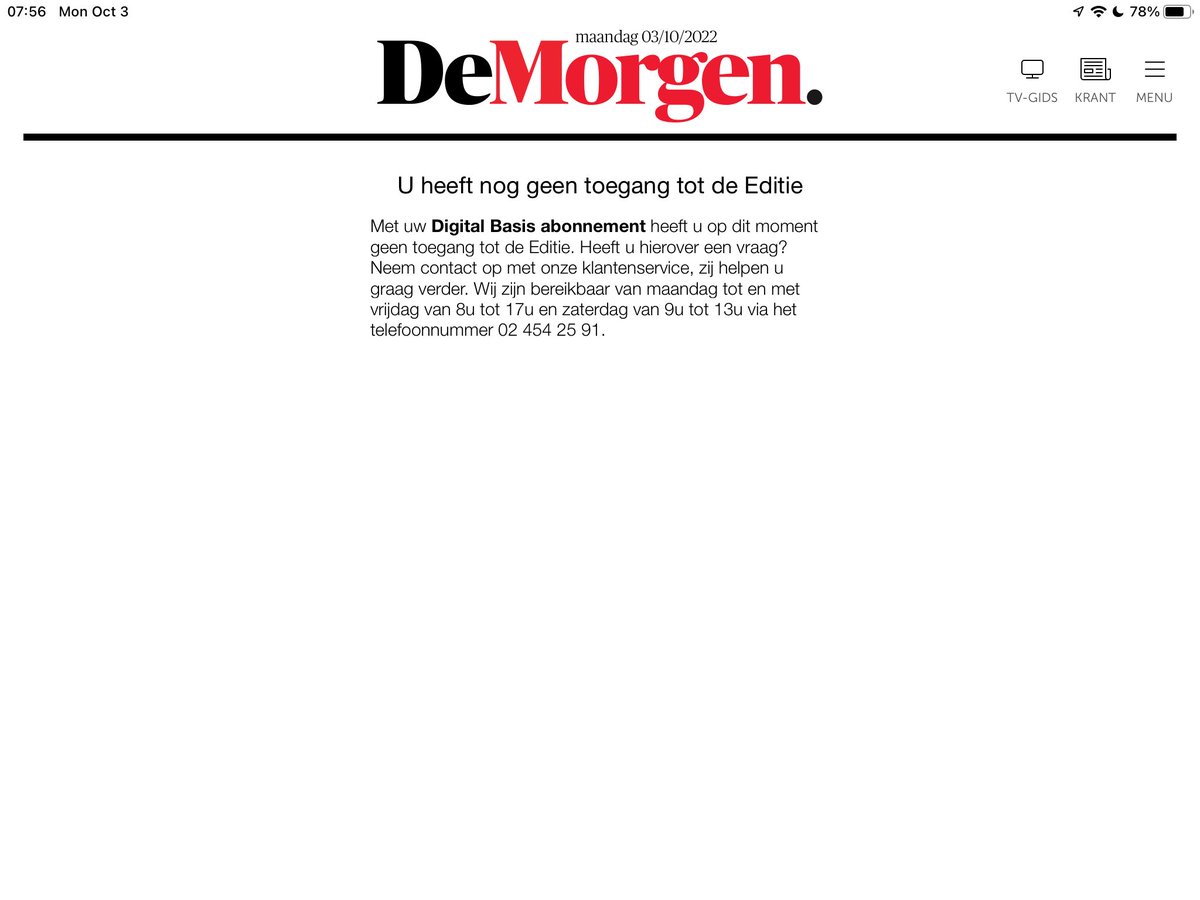 07:56 Mon Oct 3
78%
maandag 03/10/2022
DeMorgen.
TV-GIDS KRANT MENU
U heeft nog geen toegang tot de Editie
Met uw Digital Basis abonnement heeft u op dit moment
geen toegang tot de Editie. Heeft u hierover een vraag?
Neem contact op met onze klantenservice, zij helpen u
graag verder. Wij zijn bereikbaar van maandag tot en met
vrijdag van 8u tot 17u en zaterdag van 9u tot 13u via het
telefoonnummer 02 454 25 91.